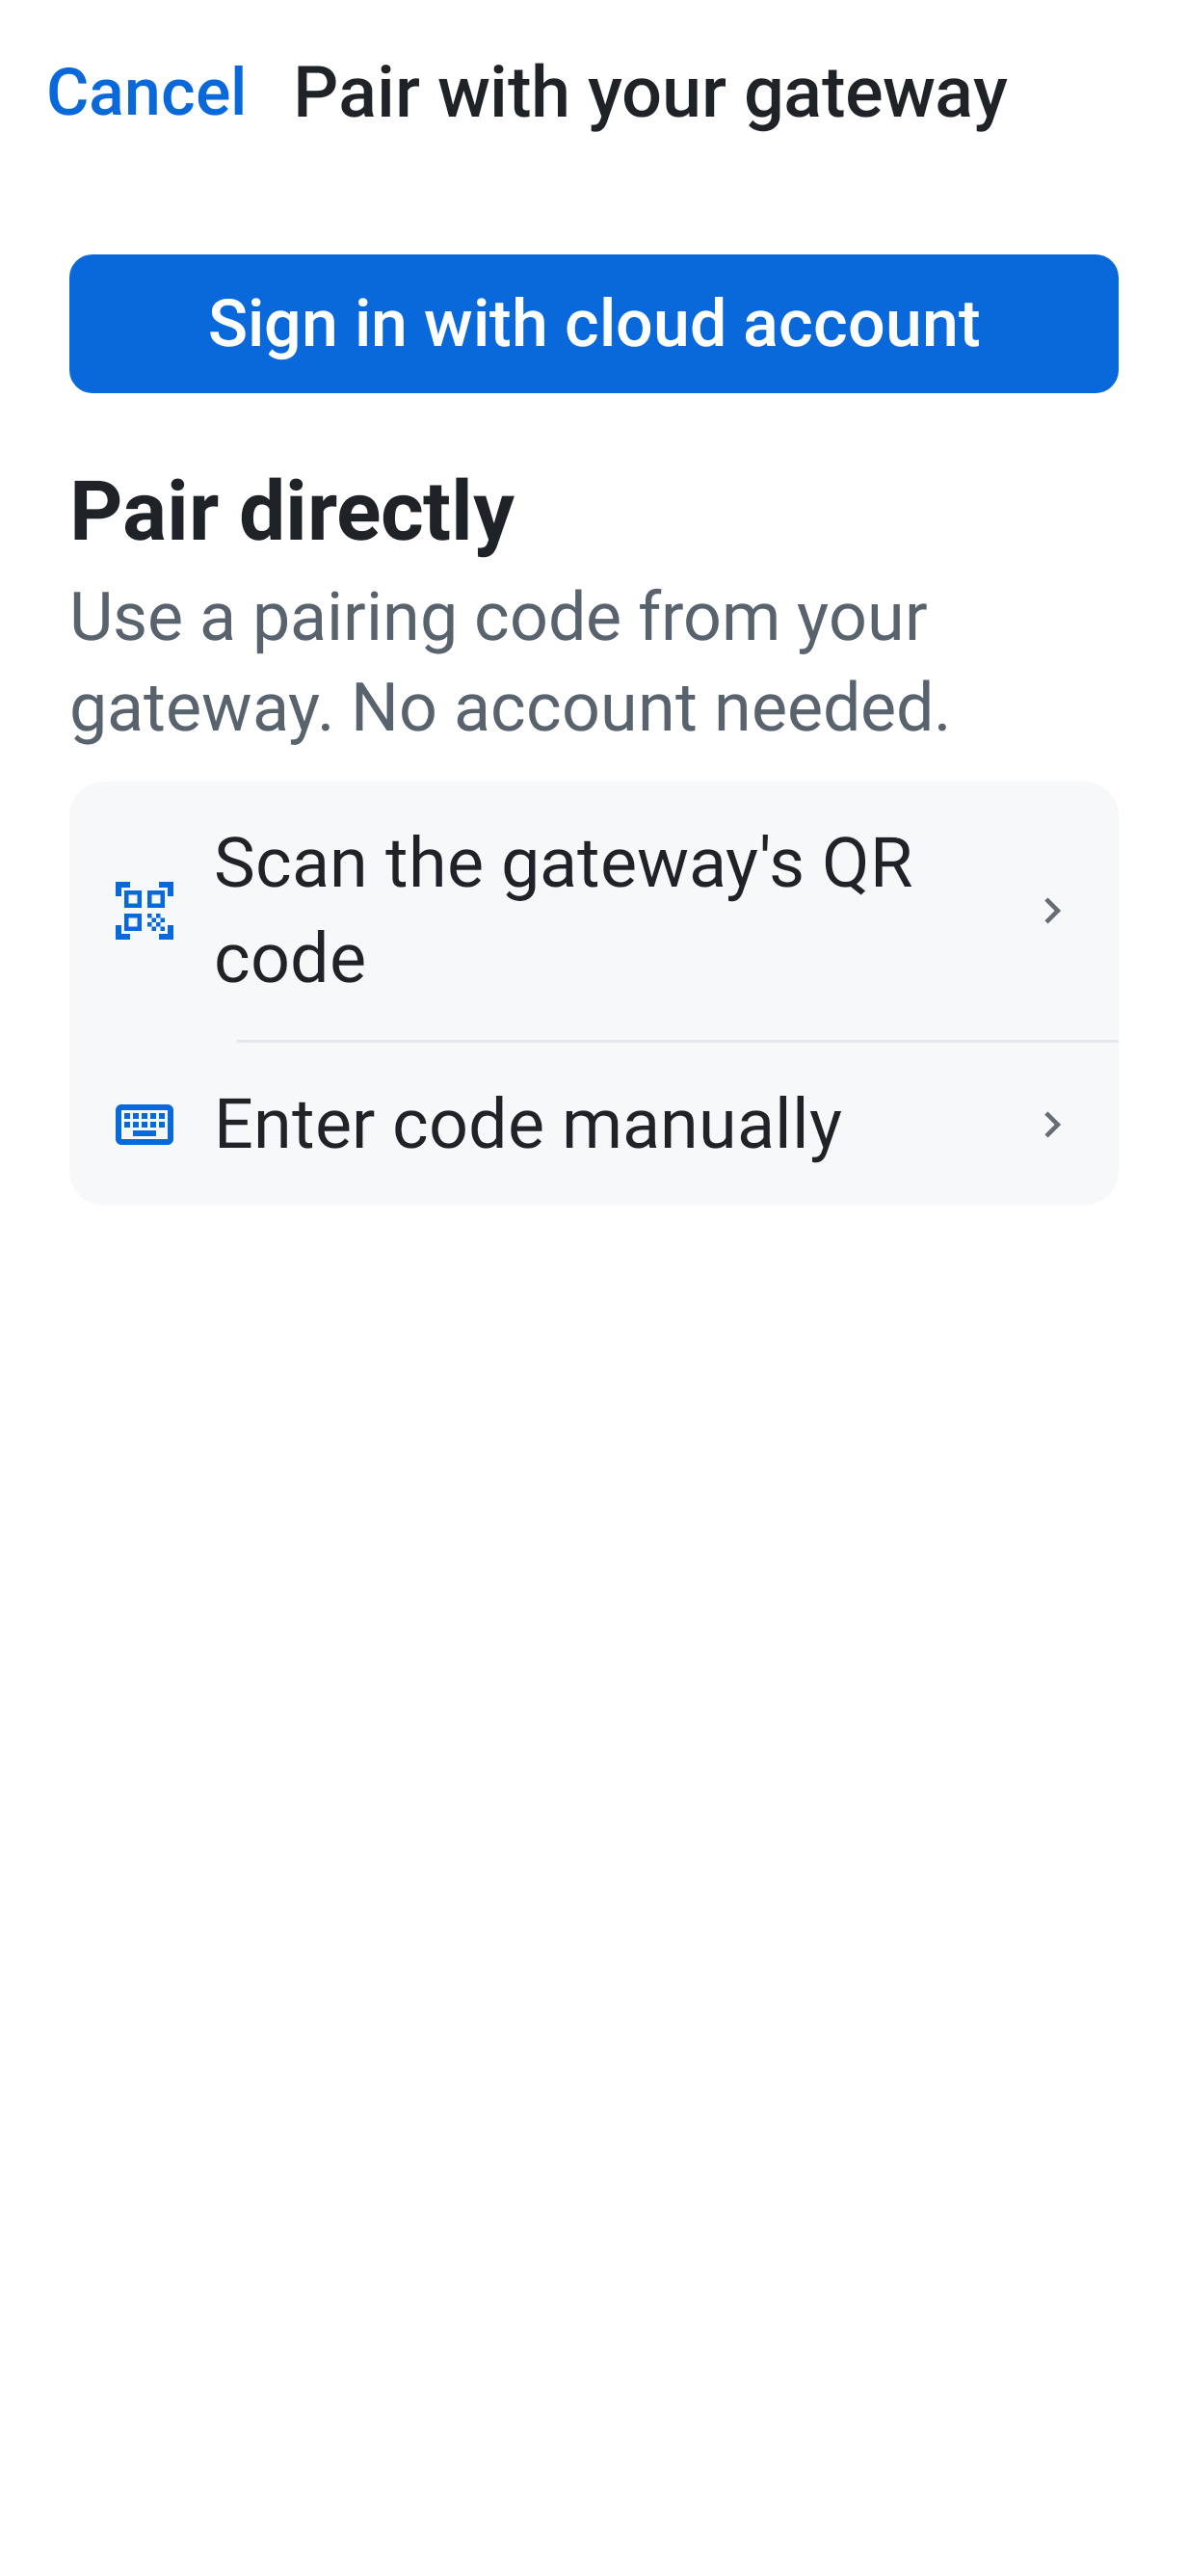 Cancel Pair with your gateway
Sign in with cloud account
Pair directly
Use a pairing code from your
gateway. No account needed.
Scan the gateway's QR
code
Enter code manually